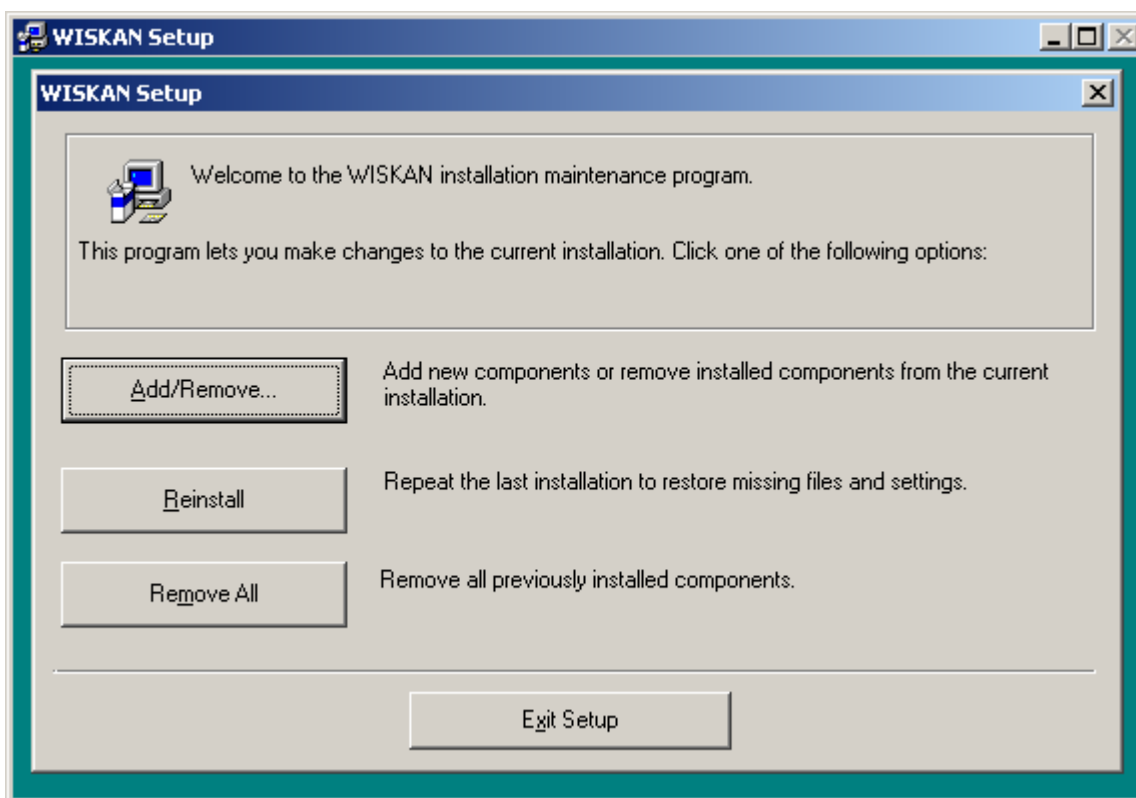 WISKAN Setup
WISKAN Setup
Welcome to the WISKAN installation maintenance program.
This program lets you make changes to the current installation. Click one of the following options:
Add/Remove...
Add new components or remove installed components from the current
installation.
Reinstall
Repeat the last installation to restore missing files and settings.
Remove All
Remove all previously installed components.
Exit Setup